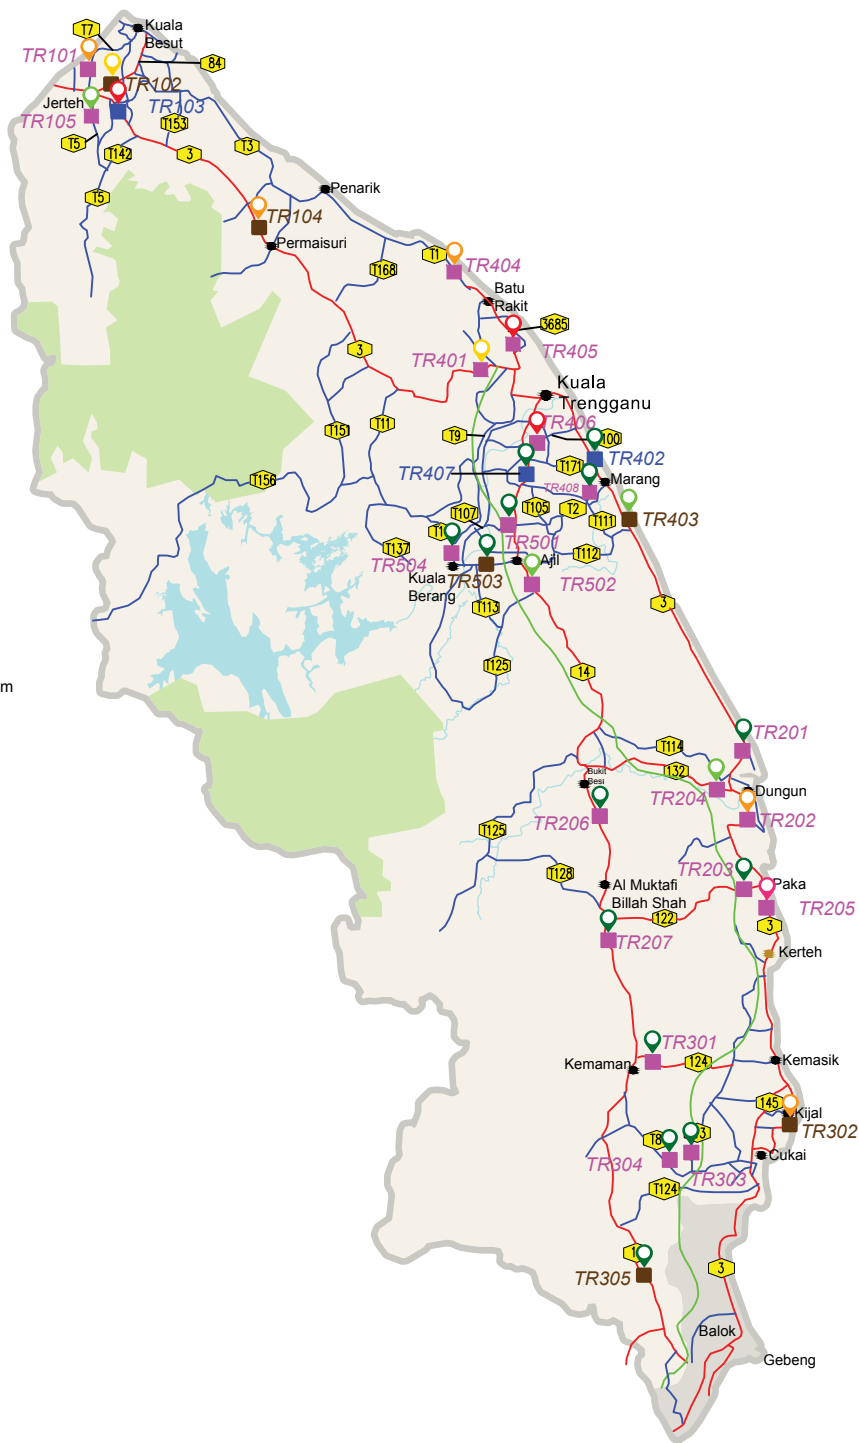 Kuala
Besut
T7
TR101
84
TR102
TR103
Jerteh
TR105
T153
T5
T142
3
T3
T5
Penarik
TR104
Permaisuri
T1
TR404
T168
Batu
Rakit
3685
TR405
3
TR401
Kuala
Trengganu
T151
T11
T9
TR406
100
TR402
TR407
T171
Marang
T156
TR408
T107
T105
T2
T111
TR403
T1
TR501
T137
T112
TR504
Kuala
Berang
TR503
Ajil
TR502
T113
3
T125
14
m
TR201
T114
132
Bukit
Besi
TR204
Dungun
TR206
TR202
T125
TR203
T128
Al Muktafi
Billah Shah
Paka
TR205
122
3
TR207
Kerteh
TR301
Kemaman
124
Kemasik
145
Kijal
TR302
T8
3
TR304
TR303
Cukai
T124
1
TR305
3
Balok
Gebeng